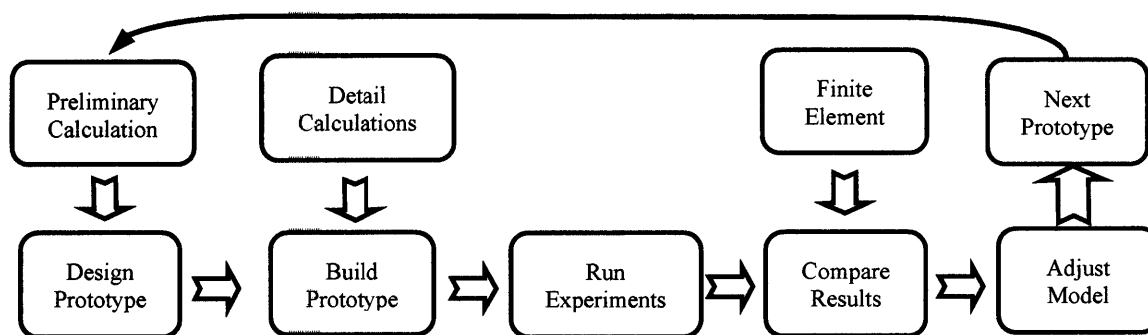 Preliminary
Calculation
Detail
Calculations
Finite
Element
Next
Prototype
Design
Prototype
Build
Prototype
Run
Experiments
Compare
Results
Adjust
Model